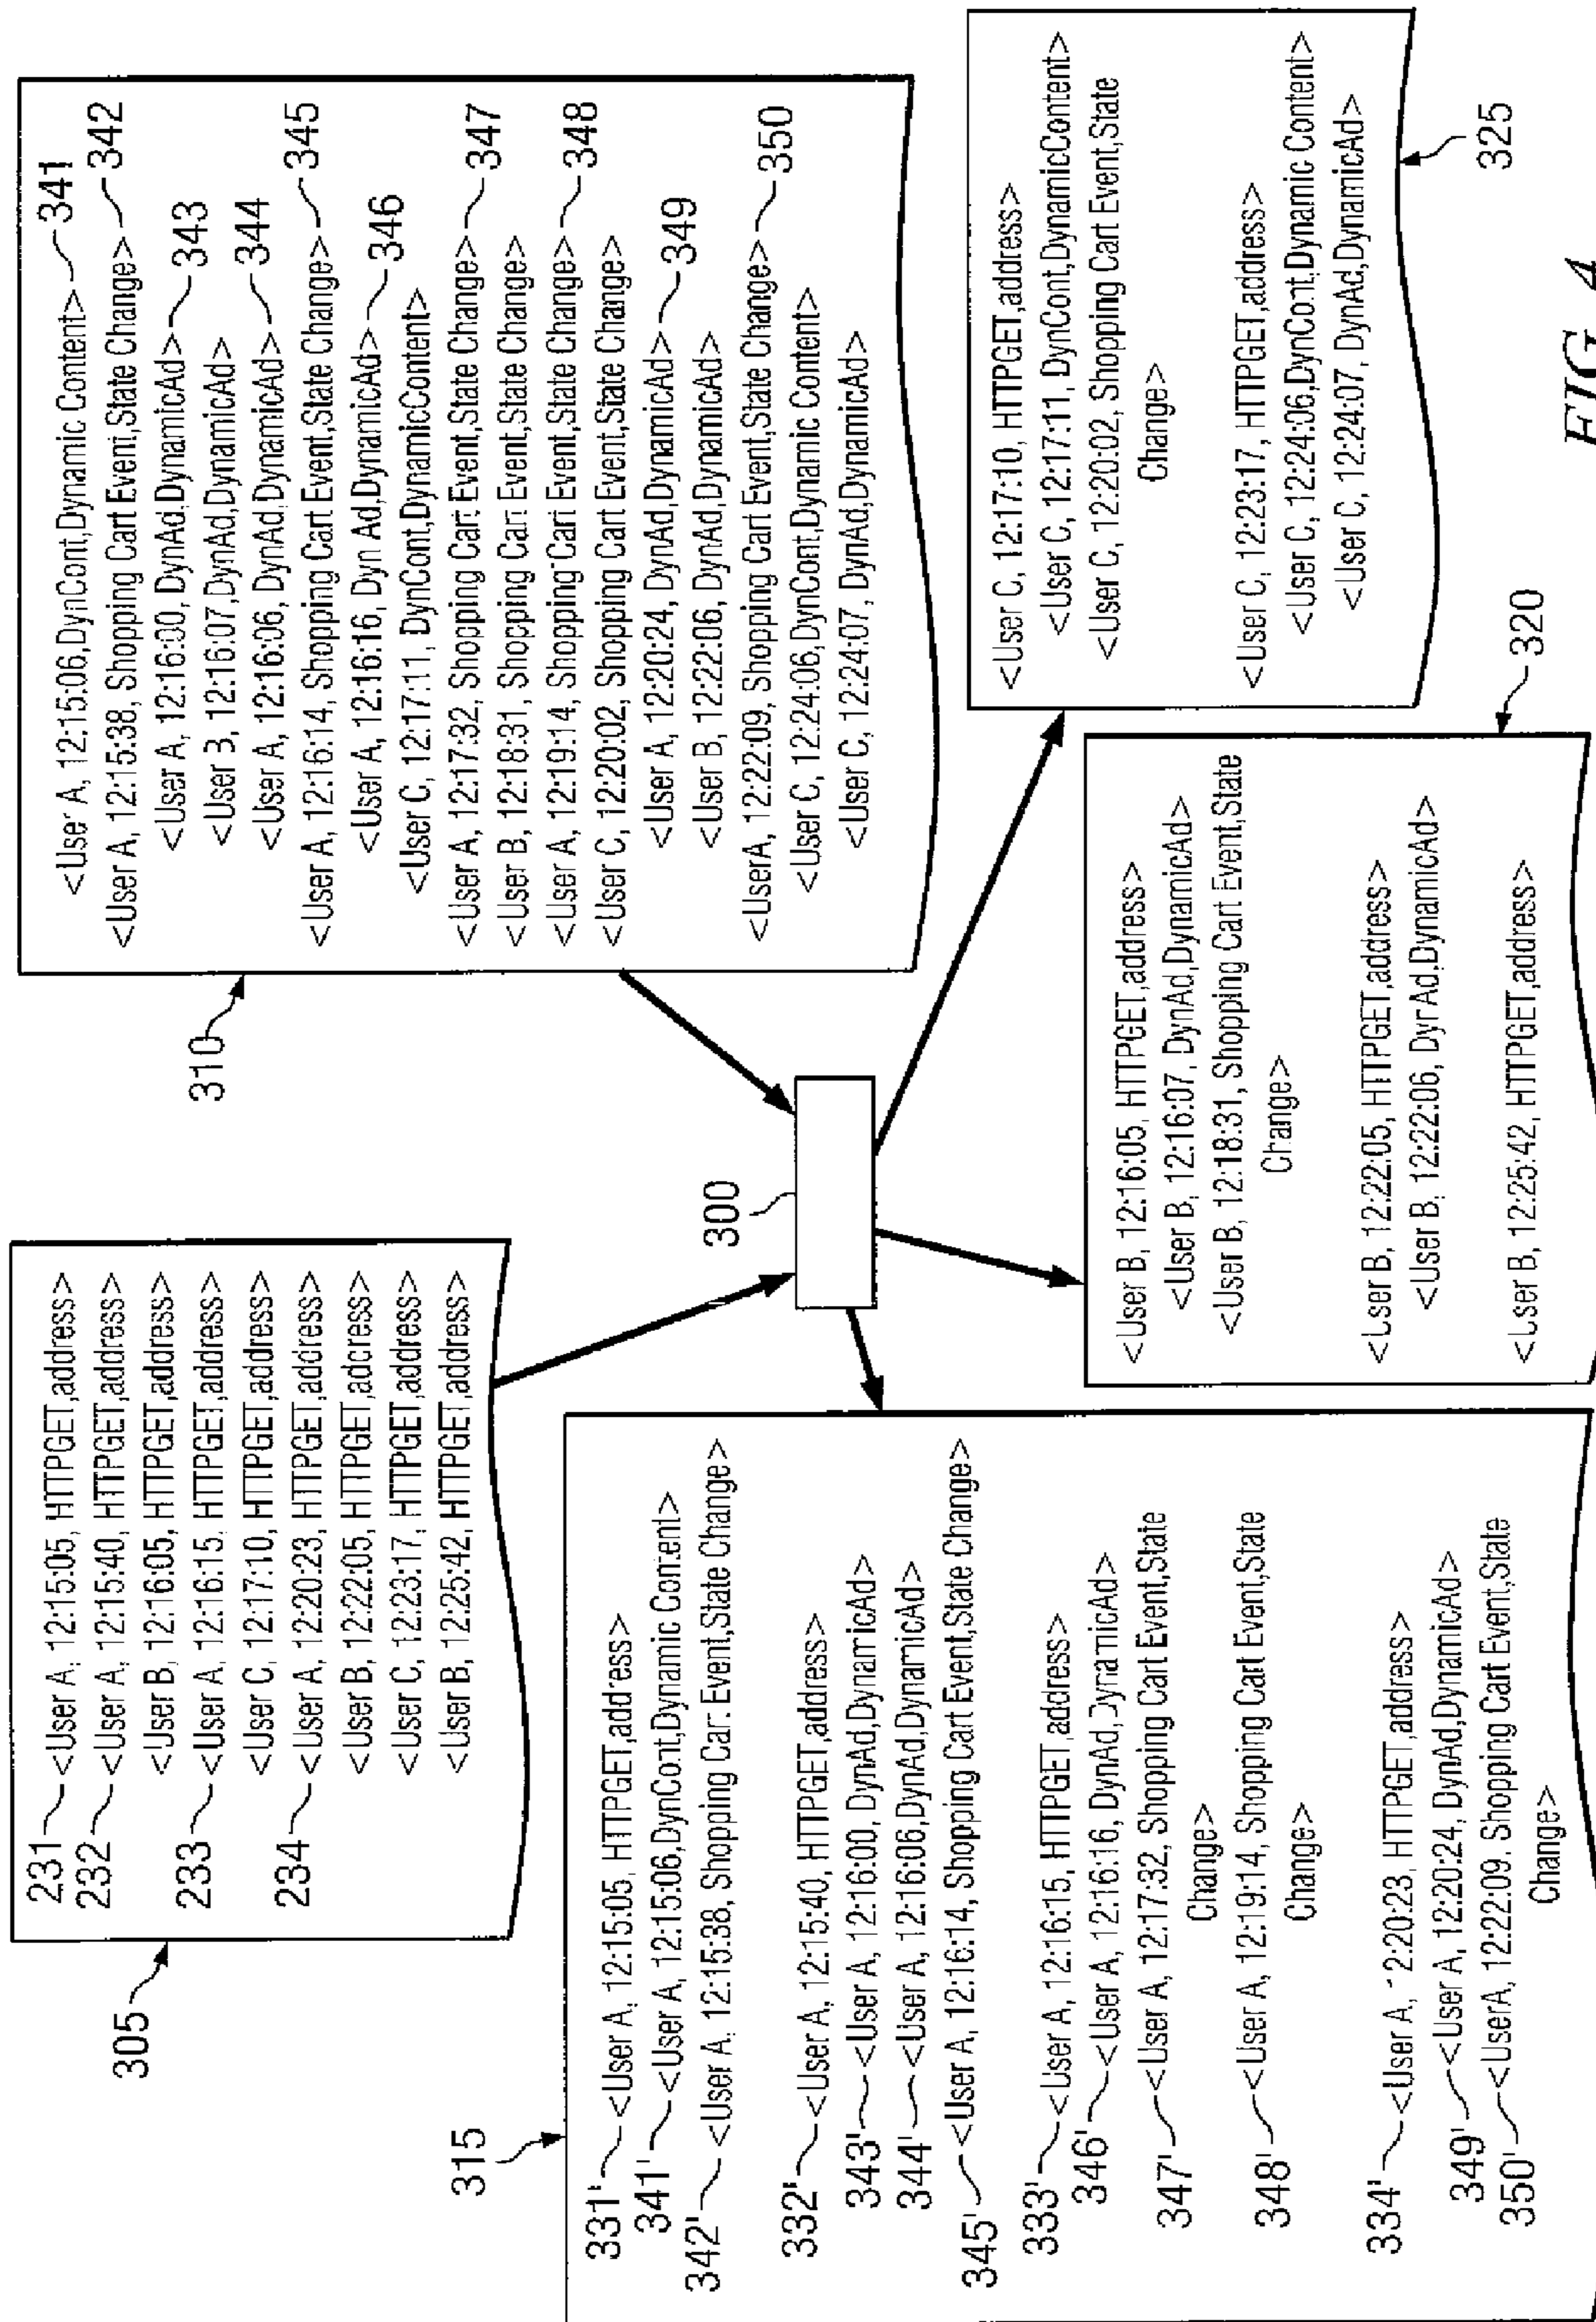 305
231 <User A, 12:15:05, HTTPGET,address>
232 <User A, 12:15:40, HTTPGET,address>
<User B, 12:16:05, HTTPGET,address>
233 <User A, 12:16:15, HTTPGET,address>
<User C, 12:17:10, HTTPGET,address>
234 <User A, 12:20:23, HTTPGET,address>
<User B, 12:22:05, HTTPGET,address>
<User C, 12:23:17, HTTPGET,address>
<User B, 12:25:42, HTTPGET,address>
310
<User A, 12:15:06,DynCont,Dynamic Content> 341
<User A, 12:15:38, Shopping Cart Event,State Change> 342
<User A, 12:16:00, DynAd,DynamicAd> 343
<User B, 12:16:07,DynAd,DynamicAd>
<User A, 12:16:06, DynAd,DynamicAd> 344
<User A, 12:16:14, Shopping Cart Event,State Change> 345
<User A, 12:16:16, Dyn Ad,DynamicAd> 346
<User C, 12:17:11, DynCont,DynamicContent>
<User A, 12:17:32, Shopping Cart Event,State Change> 347
<User B, 12:18:31, Shopping Cart Event,State Change>
<User A, 12:19:14, Shopping Cart Event,State Change> 348
<User C, 12:20:02, Shopping Cart Event,State Change>
<User A, 12:20:24, DynAd,DynamicAd> 349
<User B, 12:22:06, DynAd,DynamicAd>
<UserA, 12:22:09, Shopping Cart Event,State Change> 350
<User C, 12:24:06,DynCont,Dynamic Content>
<User C, 12:24:07, DynAd,DynamicAd>
300
315
331' <User A, 12:15:05, HTTPGET,address>
341' <User A, 12:15:06,DynCont,Dynamic Content>
342' <User A, 12:15:38, Shopping Cart Event,State Change>
332' <User A, 12:15:40, HTTPGET,address>
343' <User A, 12:16:00, DynAd,DynamicAd>
344' <User A, 12:16:06,DynAd,DynamicAd>
345' <User A, 12:16:14, Shopping Cart Event,State Change>
333' <User A, 12:16:15, HTTPGET,address>
346' <User A, 12:16:16, DynAd,DynamicAd>
347' <User A, 12:17:32, Shopping Cart Event,State
Change>
348' <User A, 12:19:14, Shopping Cart Event,State
Change>
334' <User A, 12:20:23, HTTPGET,address>
349' <User A, 12:20:24, DynAd,DynamicAd>
350' <UserA, 12:22:09, Shopping Cart Event,State
Change>
<User B, 12:16:05, HTTPGET,address>
<User B, 12:16:07, DynAd,DynamicAd>
<User B, 12:18:31, Shopping Cart Event,State
Change>
<User B, 12:22:05, HTTPGET,address>
<User B, 12:22:06, DynAd,DynamicAd>
<User B, 12:25:42, HTTPGET,address>
320
<User C, 12:17:10, HTTPGET,address>
<User C, 12:17:11, DynCont,DynamicContent>
<User C, 12:20:02, Shopping Cart Event,State
Change>
<User C, 12:23:17, HTTPGET,address>
<User C, 12:24:06,DynCont,Dynamic Content>
<User C, 12:24:07, DynAd,DynamicAd>
325
FIG. 4